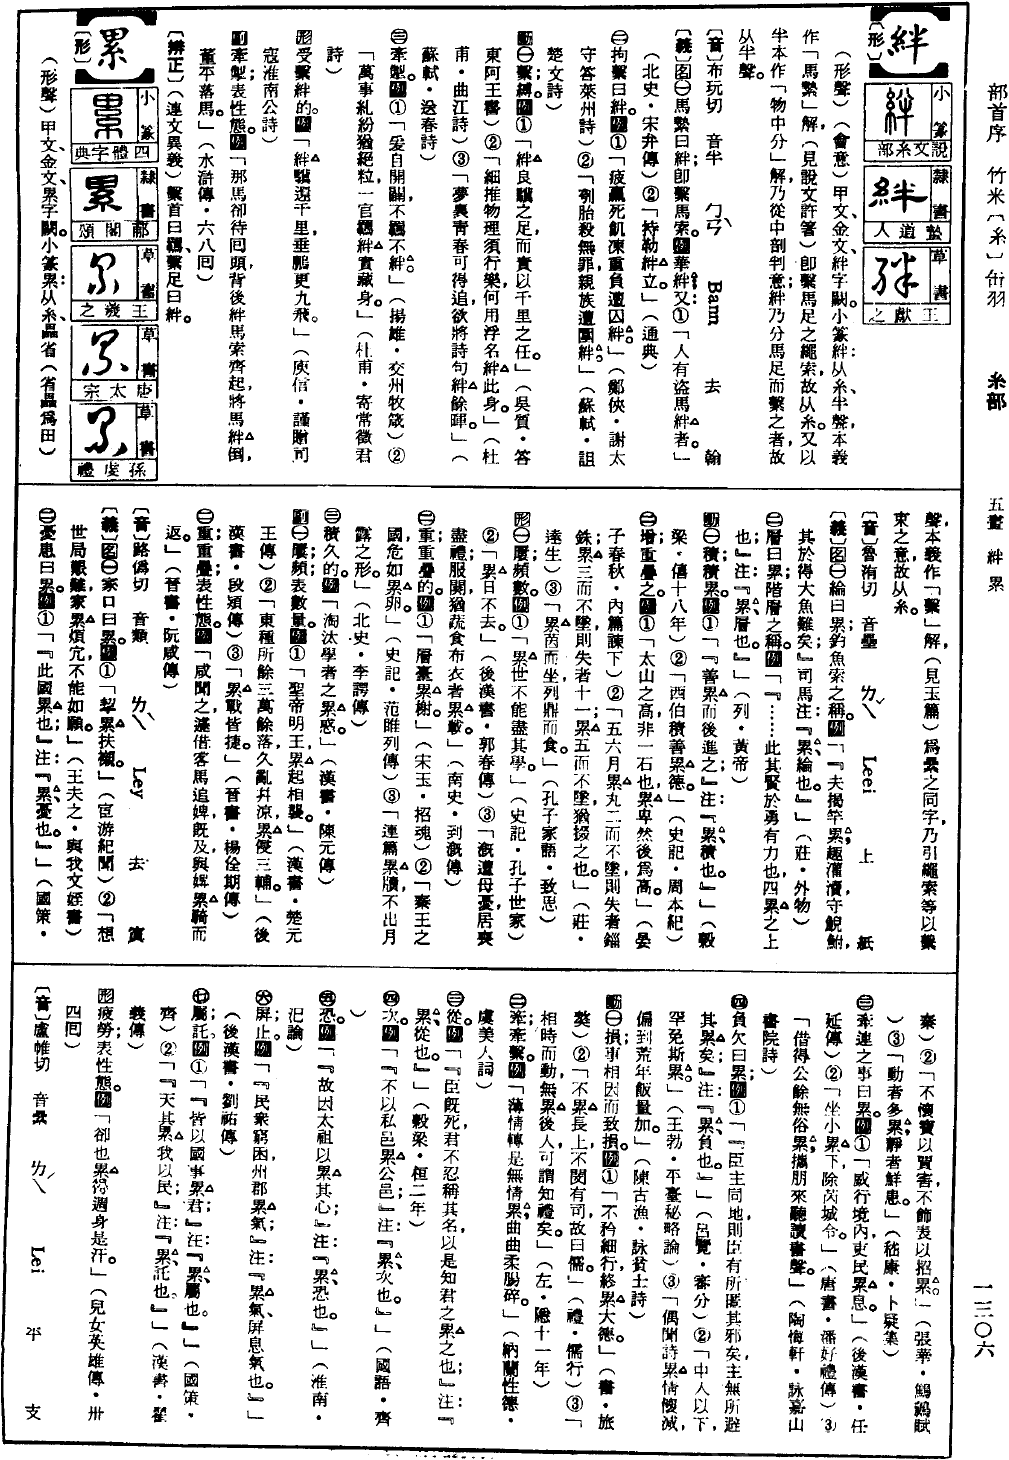 部首序 竹米〔糸〕缶羽 糸部 五畫 絆累 一三〇六
【絆】
〔形〕
小篆 說文糸部
隸書 蟄道人
草書 王獻之
（形聲）（會意）甲文、金文、絆字闕。小篆絆：从糸、半聲，本義
作「馬縶」解，（見說文許箸）卽繫馬足之繩索，故从糸。又以
半本作「物中分」解，乃從中剖判意，絆乃分馬足而繫之者，故
从半聲。
〔音〕布玩切 音半 ㄅㄢˋ Bann 去 翰
〔義〕名㊀馬縶曰絆，卽繫馬索。例「華絆」又①「人有盜馬絆者。」
（北史·宋弁傳）②「持勒絆立」（通典）
㊁拘繫曰絆。例①「疲羸死飢凍，重負遭囚絆。」（鄭俠·謝太
守答萊州詩）②「刳胎殺無罪，親族遭圍絆。」（蘇軾·詛
楚文詩）
動㊀繫縛。例①「絆良驥之足，而責以千里之任。」（吳質·答
東阿王書）②「細推物理須行樂，何用浮名絆此身。」（杜
甫·曲江詩）③「夢裏青春可得追，欲將詩句絆餘暉。」（
蘇軾·送春詩）
㊁牽掣。例①「爰自開闢，不羈不絆。」（揚雄·交州牧箴）②
「萬事糾紛猶絕粒，一官羈絆實藏身。」（杜甫·寄常徵君
詩）
形受繫絆的。例「絆驥還千里，垂鵬更九飛。」（庾信·謹贈司
寇淮南公詩）
副牽掣；表性態。例「那馬卻待回頭，背後絆馬索齊起，將馬絆倒，
董平落馬。」（水滸傳·六八回）
〔辨正〕（連文異義）繫首曰羈，繫足曰絆。
【累】
〔形〕
小篆 四體字典
隸書 郙閣頌
草書 王羲之
草書 唐太宗
草書 孫虔禮
（形聲）甲文、金文累字闕。小篆累：从糸、畾省（省畾爲田）
聲，本義作「繫」解，（見玉篇）爲纍之同字，乃引繩索等以繫
束之意，故从糸。
〔音〕魯洧切 音壘 ㄌㄟˇ Leei 上 紙
〔義〕名㊀綸曰累，釣魚索之稱。例「『夫揭竿累，趣灌瀆，守鯢鮒，
其於得大魚難矣』司馬注：『累，綸也。』」（莊·外物）
㊁層曰累，階層之稱。例「『……此其賢於勇有力也，四累之上
也』注：『累，層也。』」（列·黃帝）
動㊀積；積累。例①「『善累而後進之』注：『累，積也。』」（穀
梁·僖十八年）②「西伯積善累德。」（史記·周本紀）
㊁增；重疊之。例①「太山之高，非一石也，累卑然後爲高。」（晏
子春秋·內篇諫下）②「五六月累丸，二而不墜，則失者錙
銖；累三而不墜，則失者十一；累五而不墜，猶掇之也。」（莊·
達生）③「累茵而坐，列鼎而食。」（孔子家語·致思）
形㊀屢；頻數。例①「累世不能盡其學。」（史記·孔子世家）
②「累日不去」（後漢書·郭泰傳）③「溉遭母憂，居喪
盡禮，服闋，猶蔬食布衣者累載。」（南史·到溉傳）
㊁重；重疊的。例①「層臺累榭。」（宋玉·招魂）②「秦王之
國危如累卵。」（史記·范雎列傳）③「連篇累牘，不出月
露之形。」（北史·李諤傳）
㊂積久的。例「淘汰學者之累惑。」（漢書·陳元傳）
副㊀屢；頻；表數量。例①「聖帝明王，累起相襲。」（漢書·楚元
王傳）②「東種所餘三萬餘落，久亂幷涼，累侵三輔。」（後
漢書·段熲傳）③「累戰皆捷」（晉書·楊佺期傳）
㊁重；重疊；表性態。例「咸聞之，遽借客馬追婢，旣及，與婢累騎而
返。」（晉書·阮咸傳）
〔音〕路僞切 音類 ㄌㄟˋ Ley 去 寘
〔義〕名㊀家口曰累。例①「挈累扶櫬。」（宦游紀聞）②「想
世局艱難，家累煩宂，不能如願。」（王夫之·與我文姪書）
㊁憂患曰累。例①「『此國累也』注：『累，憂也。』」（國策·
秦）②「不懷寶以賈害，不飾表以招累。」（張華·鷦鷯賦
）③「動者多累，靜者鮮患。」（嵇康·卜疑集）
㊂牽連之事曰累。例①「威行境內，吏民累息。」（後漢書·任
延傳）②「坐小累，下除芮城令。」（唐書·潘好禮傳）③
「借得公餘無俗累，攜朋來聽讀書聲。」（陶悔軒·詠嘉山
書院詩）
㊃負欠曰累。例①「『臣主同地，則臣有所匿其邪矣，主無所避
其累矣』注：『累，負也。』」（呂覽·審分）②「中人以下，
罕免斯累。」（王勃·平臺秘略論）③「偶聞詩累情懷減，
偏到荒年飯量加。」（陳古漁·詠貧士詩）
動㊀損；事相因而致損。例①「不矜細行，終累大德。」（書·旅
獒）②「不累長上，不閔有司，故曰儒。」（禮·儒行）③「
相時而動，無累後人，可謂知禮矣。」（左·隱十一年）
㊁牽；牽繫。例「薄情轉是無情累，曲曲柔腸碎。」（納蘭性德·
虞美人詞）
㊂從。例「『臣旣死，君不忍稱其名，以是知君之累之也』注：『
累，從也。』」（穀梁·桓二年）
㊃次。例「『不以私邑累公邑』注：『累，次也。』」（國語·齊
）
㊄恐。例「『故因太祖以累其心』注：『累，恐也。』」（淮南·
氾論）
㊅屏止。例「『民衆窮困，州郡累氣』注：『累氣，屏息氣也。』」
（後漢書·劉祐傳）
㊆屬；託。例①「『皆以國事累君』注：『累，屬也。』」（國策·
齊）②「『天其累我以民』注：『累，託也。』」（漢書·翟
義傳）
形疲勞；表性態。例「卻也累得週身是汗。」（兒女英雄傳·卅
四回）
〔音〕盧帷切 音纍 ㄌㄟˊ Lei 平 支